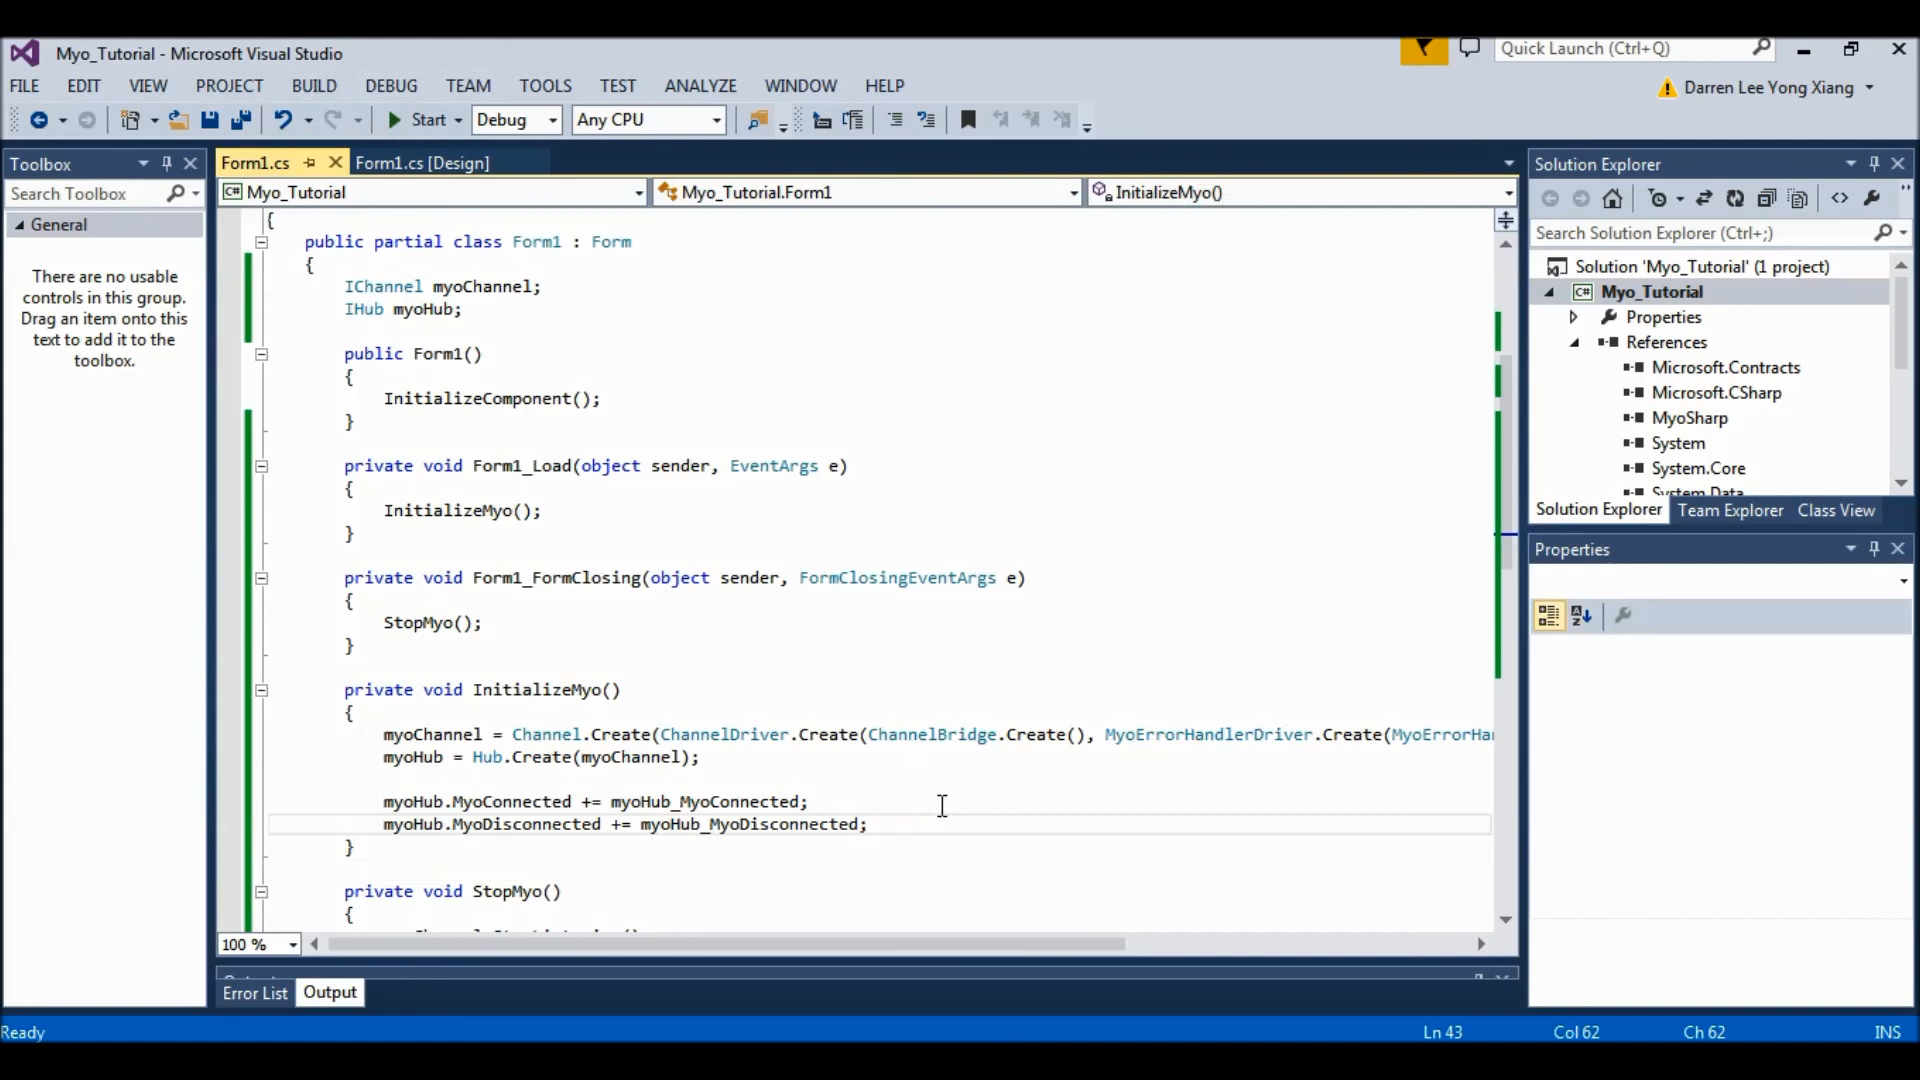 Myo_Tutorial - Microsoft Visual Studio
Quick Launch (Ctrl+Q)
FILE EDIT VIEW PROJECT BUILD DEBUG TEAM TOOLS TEST ANALYZE WINDOW HELP
Darren Lee Yong Xiang
Start Debug Any CPU
Toolbox
Search Toolbox
General
There are no usable
controls in this group.
Drag an item onto this
text to add it to the
toolbox.
Form1.cs Form1.cs [Design]
C# Myo_Tutorial Myo_Tutorial.Form1 InitializeMyo()
{
public partial class Form1 : Form
{
IChannel myoChannel;
IHub myoHub;
public Form1()
{
InitializeComponent();
}
private void Form1_Load(object sender, EventArgs e)
{
InitializeMyo();
}
private void Form1_FormClosing(object sender, FormClosingEventArgs e)
{
StopMyo();
}
private void InitializeMyo()
{
myoChannel = Channel.Create(ChannelDriver.Create(ChannelBridge.Create(), MyoErrorHandlerDriver.Create(MyoErrorHa
myoHub = Hub.Create(myoChannel);
myoHub.MyoConnected += myoHub_MyoConnected;
myoHub.MyoDisconnected += myoHub_MyoDisconnected;
}
private void StopMyo()
{
100 %
Error List Output
Solution Explorer
Search Solution Explorer (Ctrl+;)
Solution 'Myo_Tutorial' (1 project)
C# Myo_Tutorial
Properties
References
Microsoft.Contracts
Microsoft.CSharp
MyoSharp
System
System.Core
System.Data
Solution Explorer Team Explorer Class View
Properties
Ready Ln 43 Col 62 Ch 62 INS